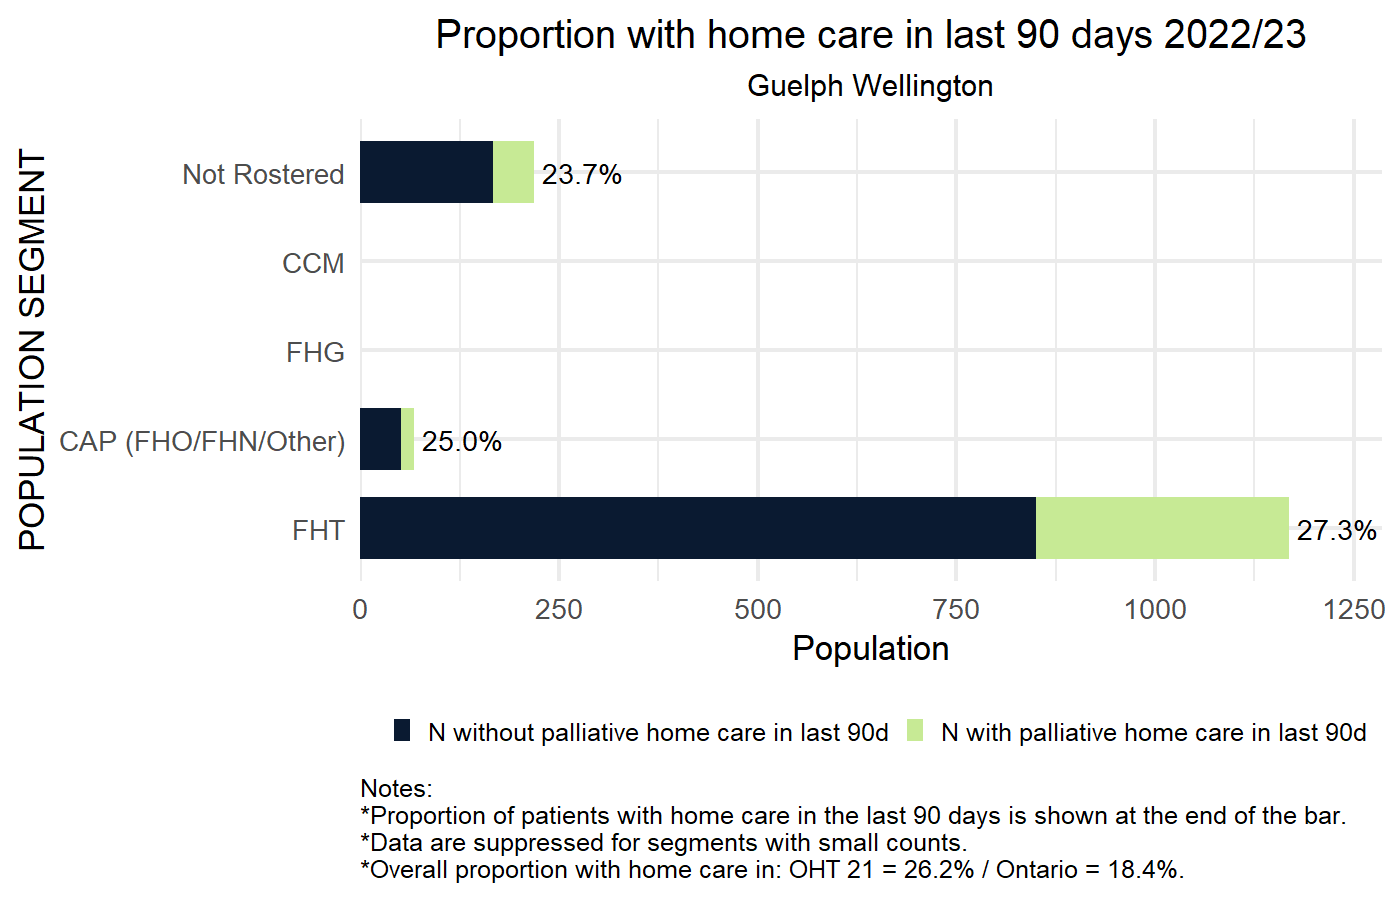 Proportion with home care in last 90 days 2022/23
Guelph Wellington
POPULATION SEGMENT
Not Rostered
23.7%
CCM
FHG
CAP (FHO/FHN/Other)
25.0%
FHT
27.3%
0 250 500 750 1000 1250
Population
N without palliative home care in last 90d N with palliative home care in last 90d
Notes:
*Proportion of patients with home care in the last 90 days is shown at the end of the bar.
*Data are suppressed for segments with small counts.
*Overall proportion with home care in: OHT 21 = 26.2% / Ontario = 18.4%.